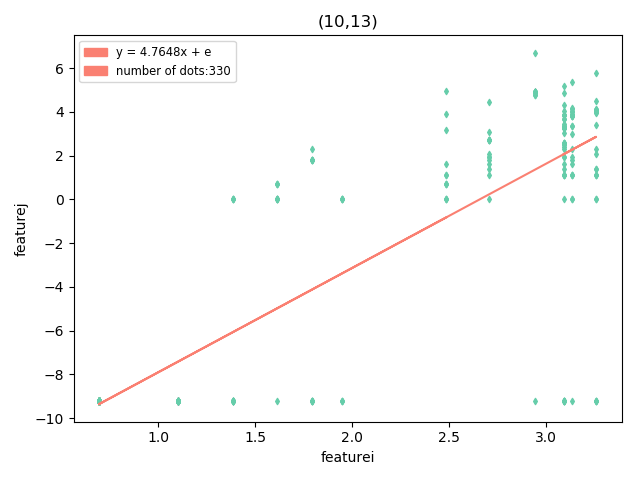 (10,13)
y = 4.7648x + e
number of dots:330
6
4
2
0
−2
−4
−6
−8
−10
featurej
1.0 1.5 2.0 2.5 3.0
featurei